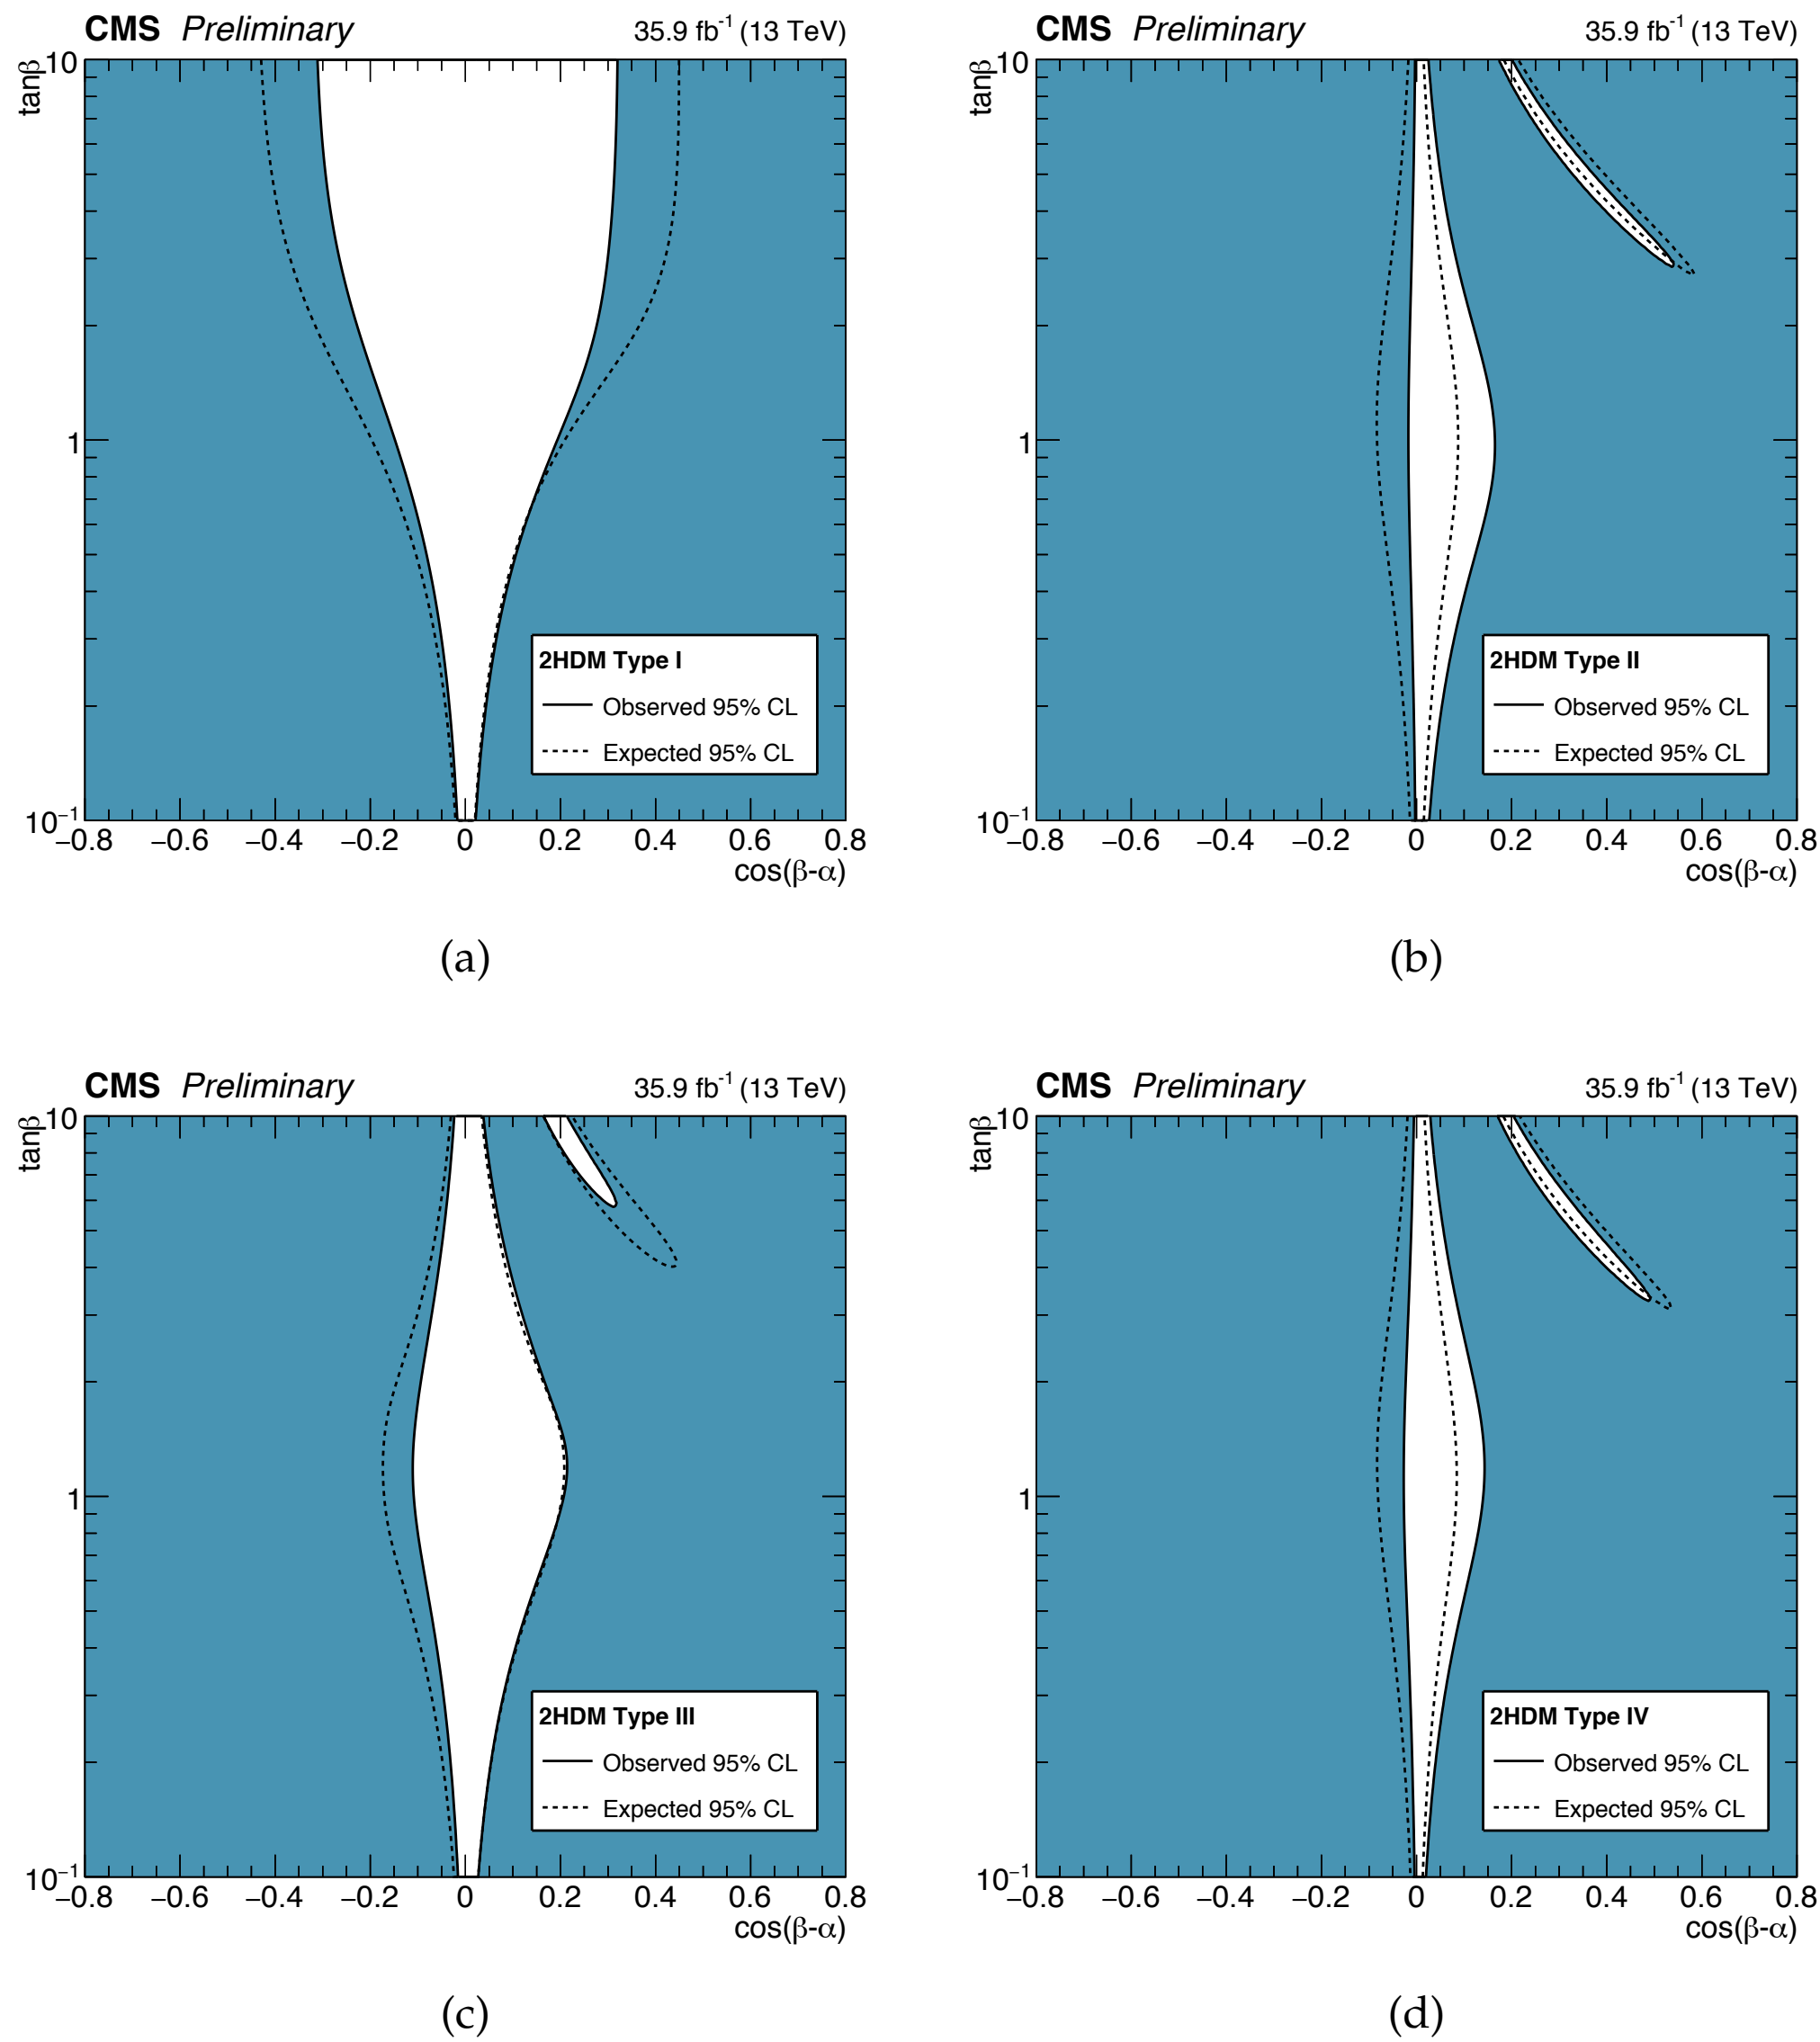 CMS Preliminary 35.9 fb⁻¹ (13 TeV)
tanβ
10
1
10⁻¹
−0.8 −0.6 −0.4 −0.2 0 0.2 0.4 0.6 0.8
cos(β-α)
2HDM Type I
Observed 95% CL
Expected 95% CL
(a)
CMS Preliminary 35.9 fb⁻¹ (13 TeV)
tanβ
10
1
10⁻¹
−0.8 −0.6 −0.4 −0.2 0 0.2 0.4 0.6 0.8
cos(β-α)
2HDM Type II
Observed 95% CL
Expected 95% CL
(b)
CMS Preliminary 35.9 fb⁻¹ (13 TeV)
tanβ
10
1
10⁻¹
−0.8 −0.6 −0.4 −0.2 0 0.2 0.4 0.6 0.8
cos(β-α)
2HDM Type III
Observed 95% CL
Expected 95% CL
(c)
CMS Preliminary 35.9 fb⁻¹ (13 TeV)
tanβ
10
1
10⁻¹
−0.8 −0.6 −0.4 −0.2 0 0.2 0.4 0.6 0.8
cos(β-α)
2HDM Type IV
Observed 95% CL
Expected 95% CL
(d)